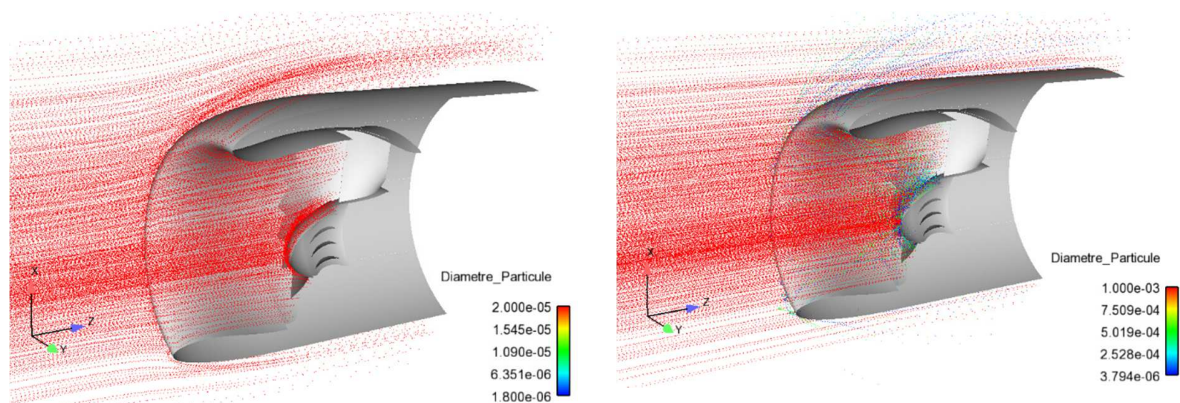 X
Z
Y
Diametre_Particule
2.000e-05
1.545e-05
1.090e-05
6.351e-06
1.800e-06
X
Z
Y
Diametre_Particule
1.000e-03
7.509e-04
5.019e-04
2.528e-04
3.794e-06